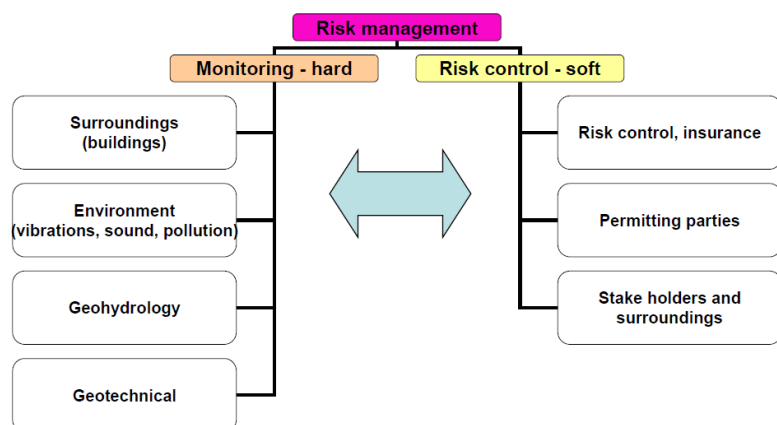 Risk management
Monitoring - hard
Risk control - soft
Surroundings
(buildings)
Environment
(vibrations, sound, pollution)
Geohydrology
Geotechnical
Risk control, insurance
Permitting parties
Stake holders and
surroundings